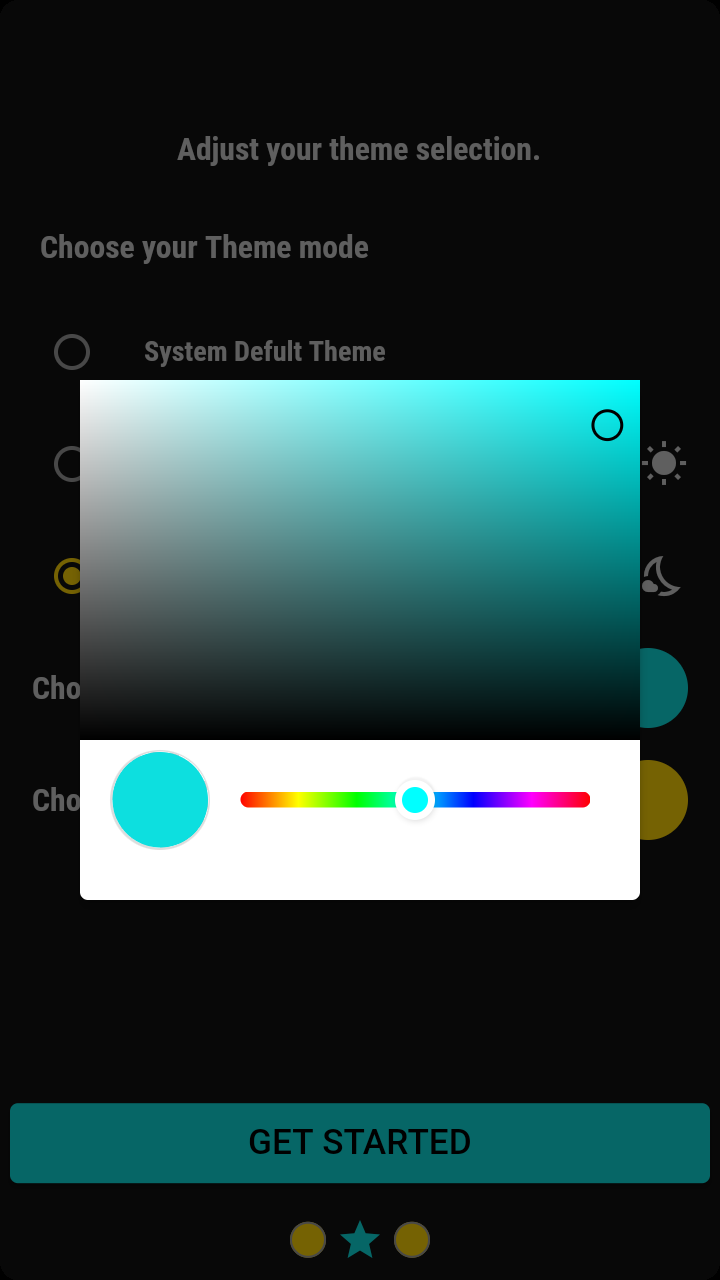 Adjust your theme selection.
Choose your Theme mode
System Defult Theme
Cho
Cho
GET STARTED